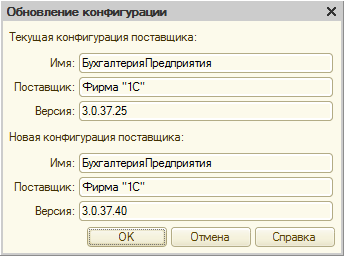 Обновление конфигурации
Текущая конфигурация поставщика:
Имя: БухгалтерияПредприятия
Поставщик: Фирма "1С"
Версия: 3.0.37.25
Новая конфигурация поставщика:
Имя: БухгалтерияПредприятия
Поставщик: Фирма "1С"
Версия: 3.0.37.40
ОК Отмена Справка